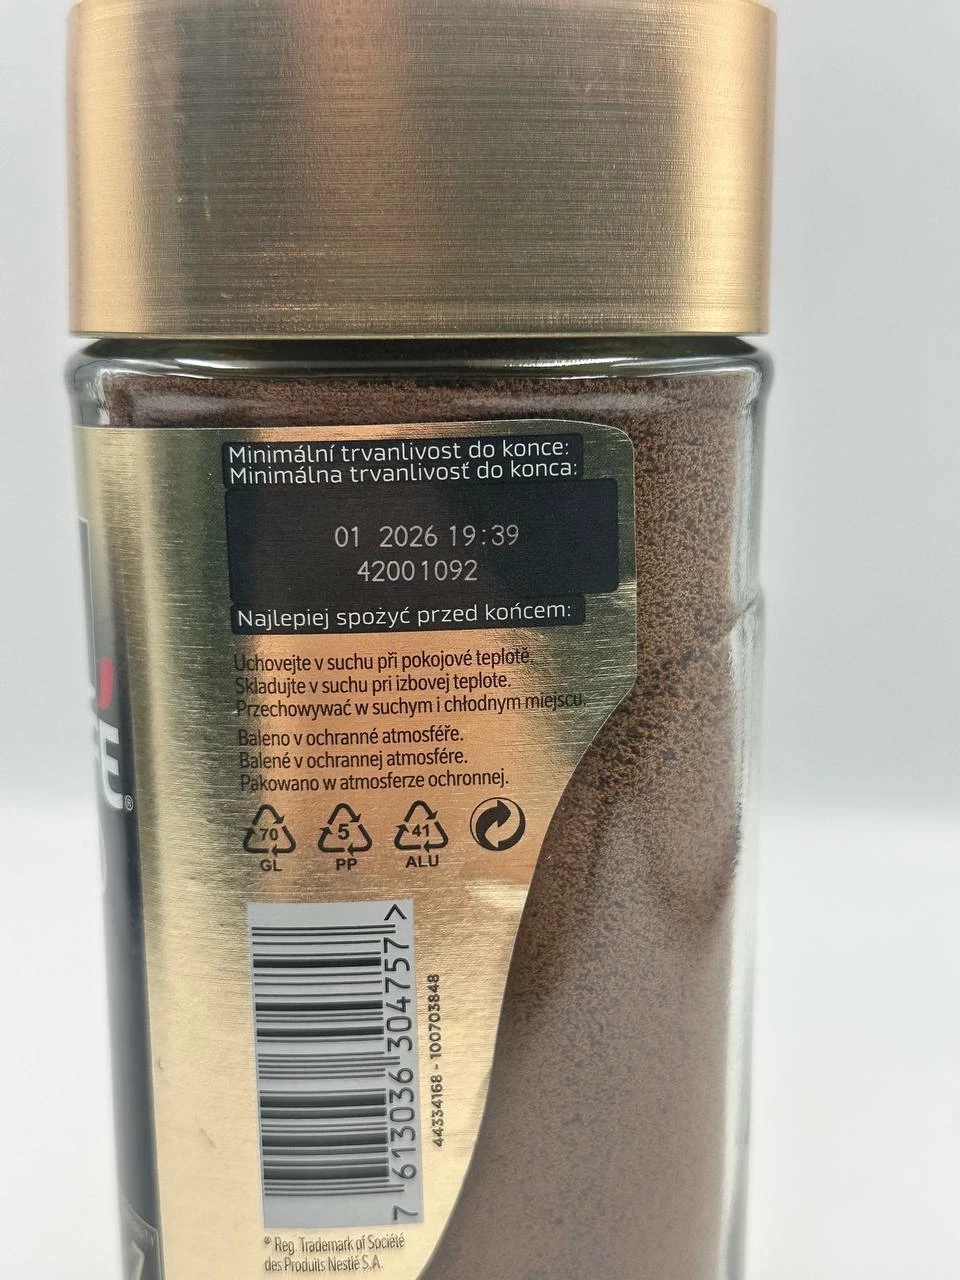 Minimální trvanlivost do konce:
Minimálna trvanlivosť do konca:
01 2026 19:39
42001092
Najlepiej spożyć przed końcem:
Uchovejte v suchu při pokojové teplotě.
Skladujte v suchu pri izbovej teplote.
Przechowywać w suchym i chłodnym miejscu.
Baleno v ochranné atmosféře.
Balené v ochrannej atmosfére.
Pakowano w atmosferze ochronnej.
70 5 41
GL PP ALU
7 613036 304757 >
44334168 - 100703848
® Reg. Trademark of Société
des Produits Nestlé S.A.